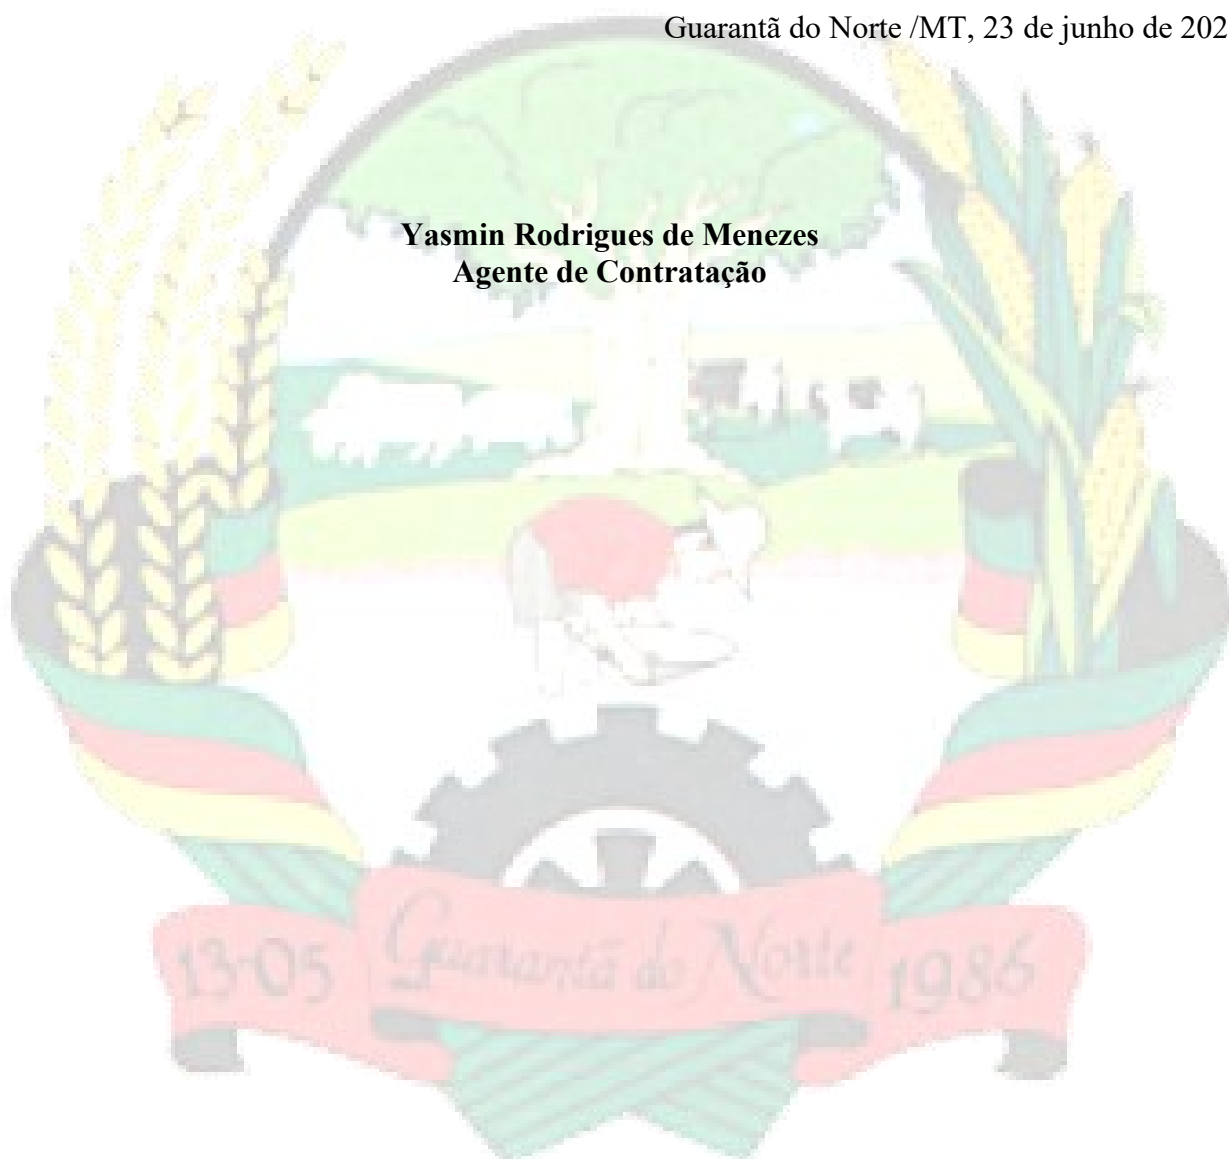 Guarantã do Norte /MT, 23 de junho de 202
Yasmin Rodrigues de Menezes
Agente de Contratação
13-05 Guarantã do Norte 1986